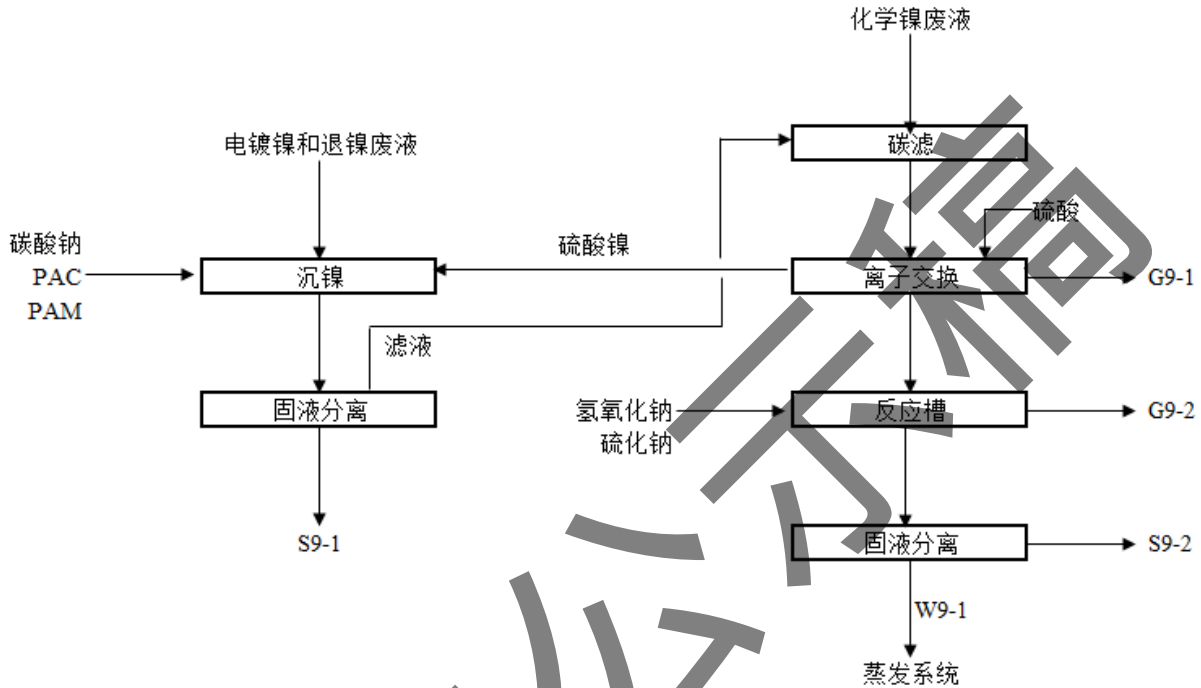 化学镍废液
电镀镍和退镍废液
碳滤
硫酸
碳酸钠
PAC
PAM
沉镍
硫酸镍
离子交换
G9-1
滤液
固液分离
氢氧化钠
硫化钠
反应槽
G9-2
S9-1
固液分离
S9-2
W9-1
蒸发系统
公示稿